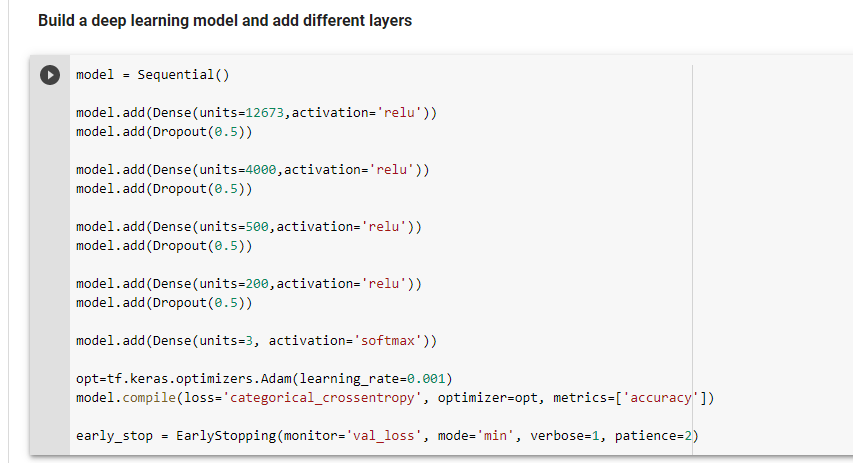 Build a deep learning model and add different layers
model = Sequential()
model.add(Dense(units=12673,activation='relu'))
model.add(Dropout(0.5))
model.add(Dense(units=4000,activation='relu'))
model.add(Dropout(0.5))
model.add(Dense(units=500,activation='relu'))
model.add(Dropout(0.5))
model.add(Dense(units=200,activation='relu'))
model.add(Dropout(0.5))
model.add(Dense(units=3, activation='softmax'))
opt=tf.keras.optimizers.Adam(learning_rate=0.001)
model.compile(loss='categorical_crossentropy', optimizer=opt, metrics=['accuracy'])
early_stop = EarlyStopping(monitor='val_loss', mode='min', verbose=1, patience=2)